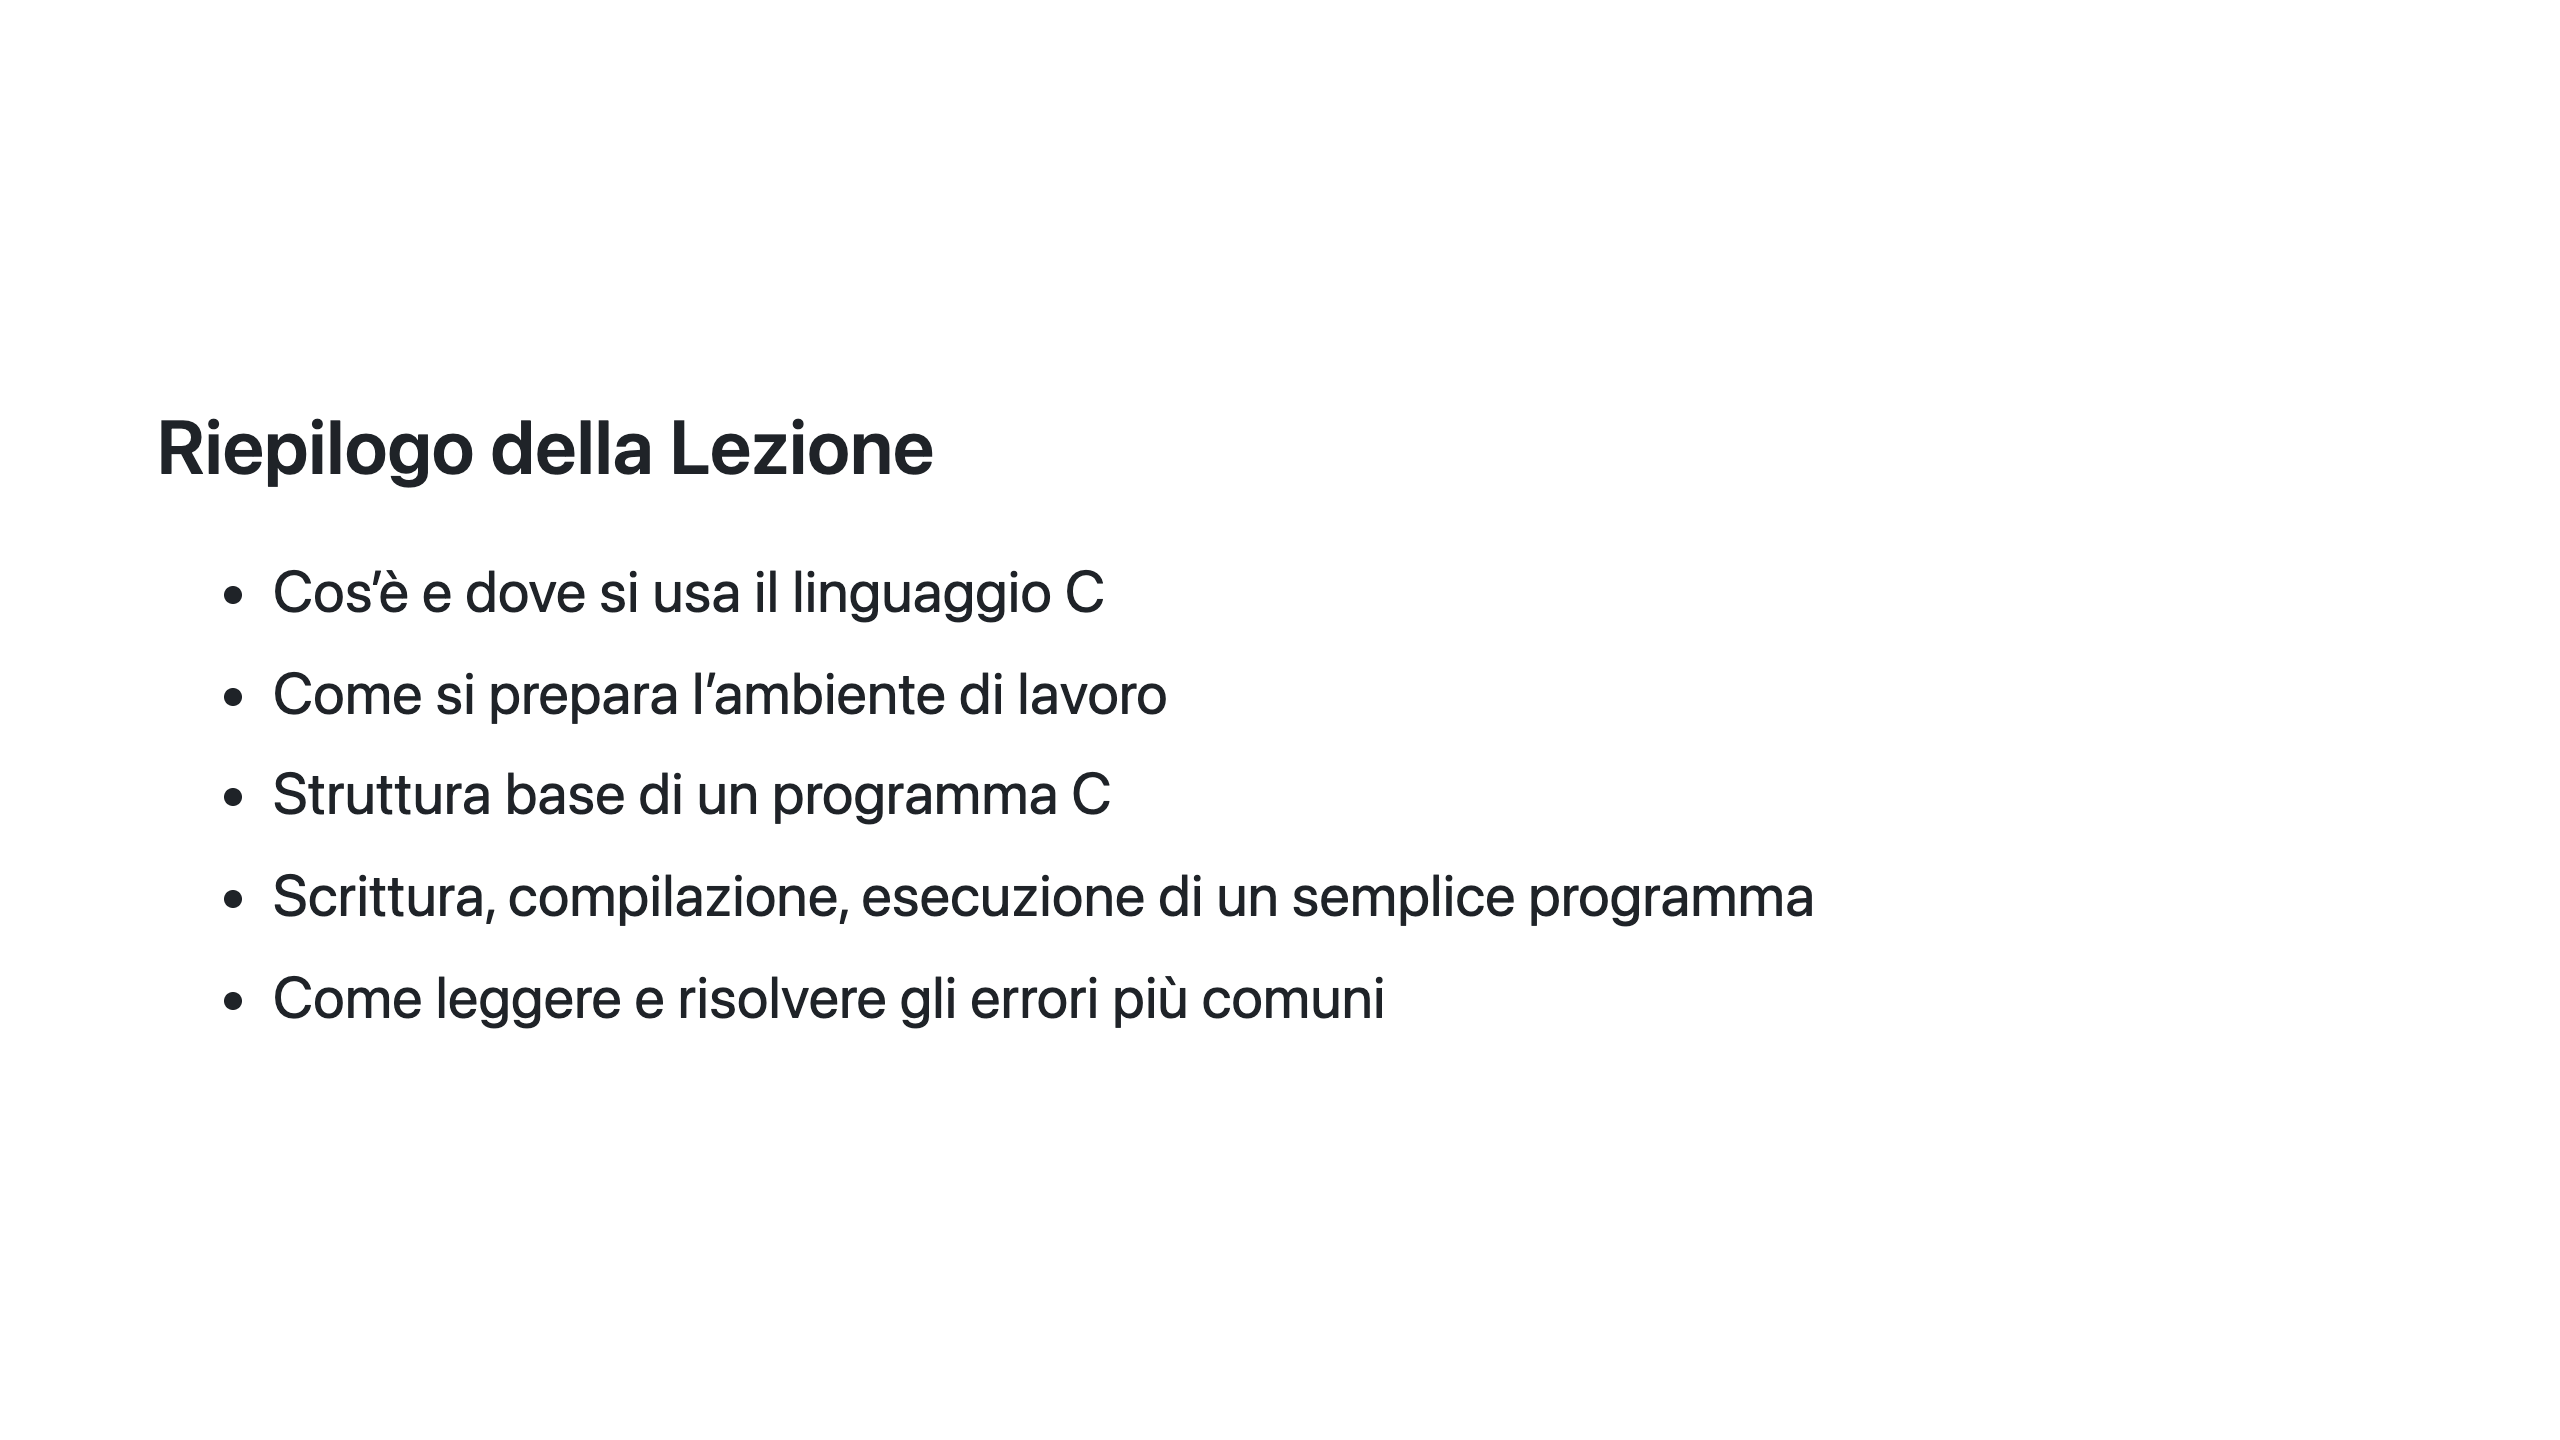 Riepilogo della Lezione
• Cos’è e dove si usa il linguaggio C
• Come si prepara l’ambiente di lavoro
• Struttura base di un programma C
• Scrittura, compilazione, esecuzione di un semplice programma
• Come leggere e risolvere gli errori più comuni